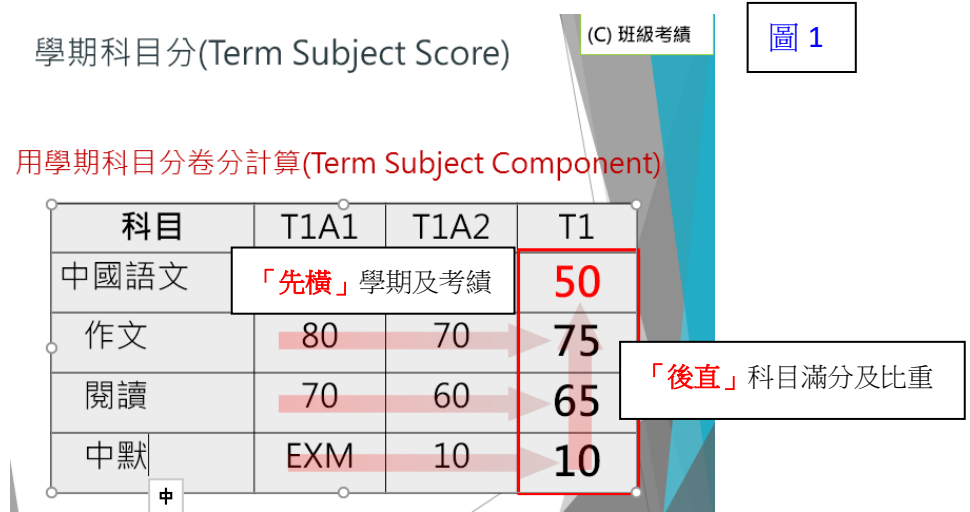 (C) 班級考績
圖 1
學期科目分(Term Subject Score)
用學期科目分卷分計算(Term Subject Component)
科目 T1A1 T1A2 T1
中國語文 「先橫」學期及考績 50
作文 80 70 75
「後直」科目滿分及比重
閱讀 70 60 65
中默 EXM 10 10
中